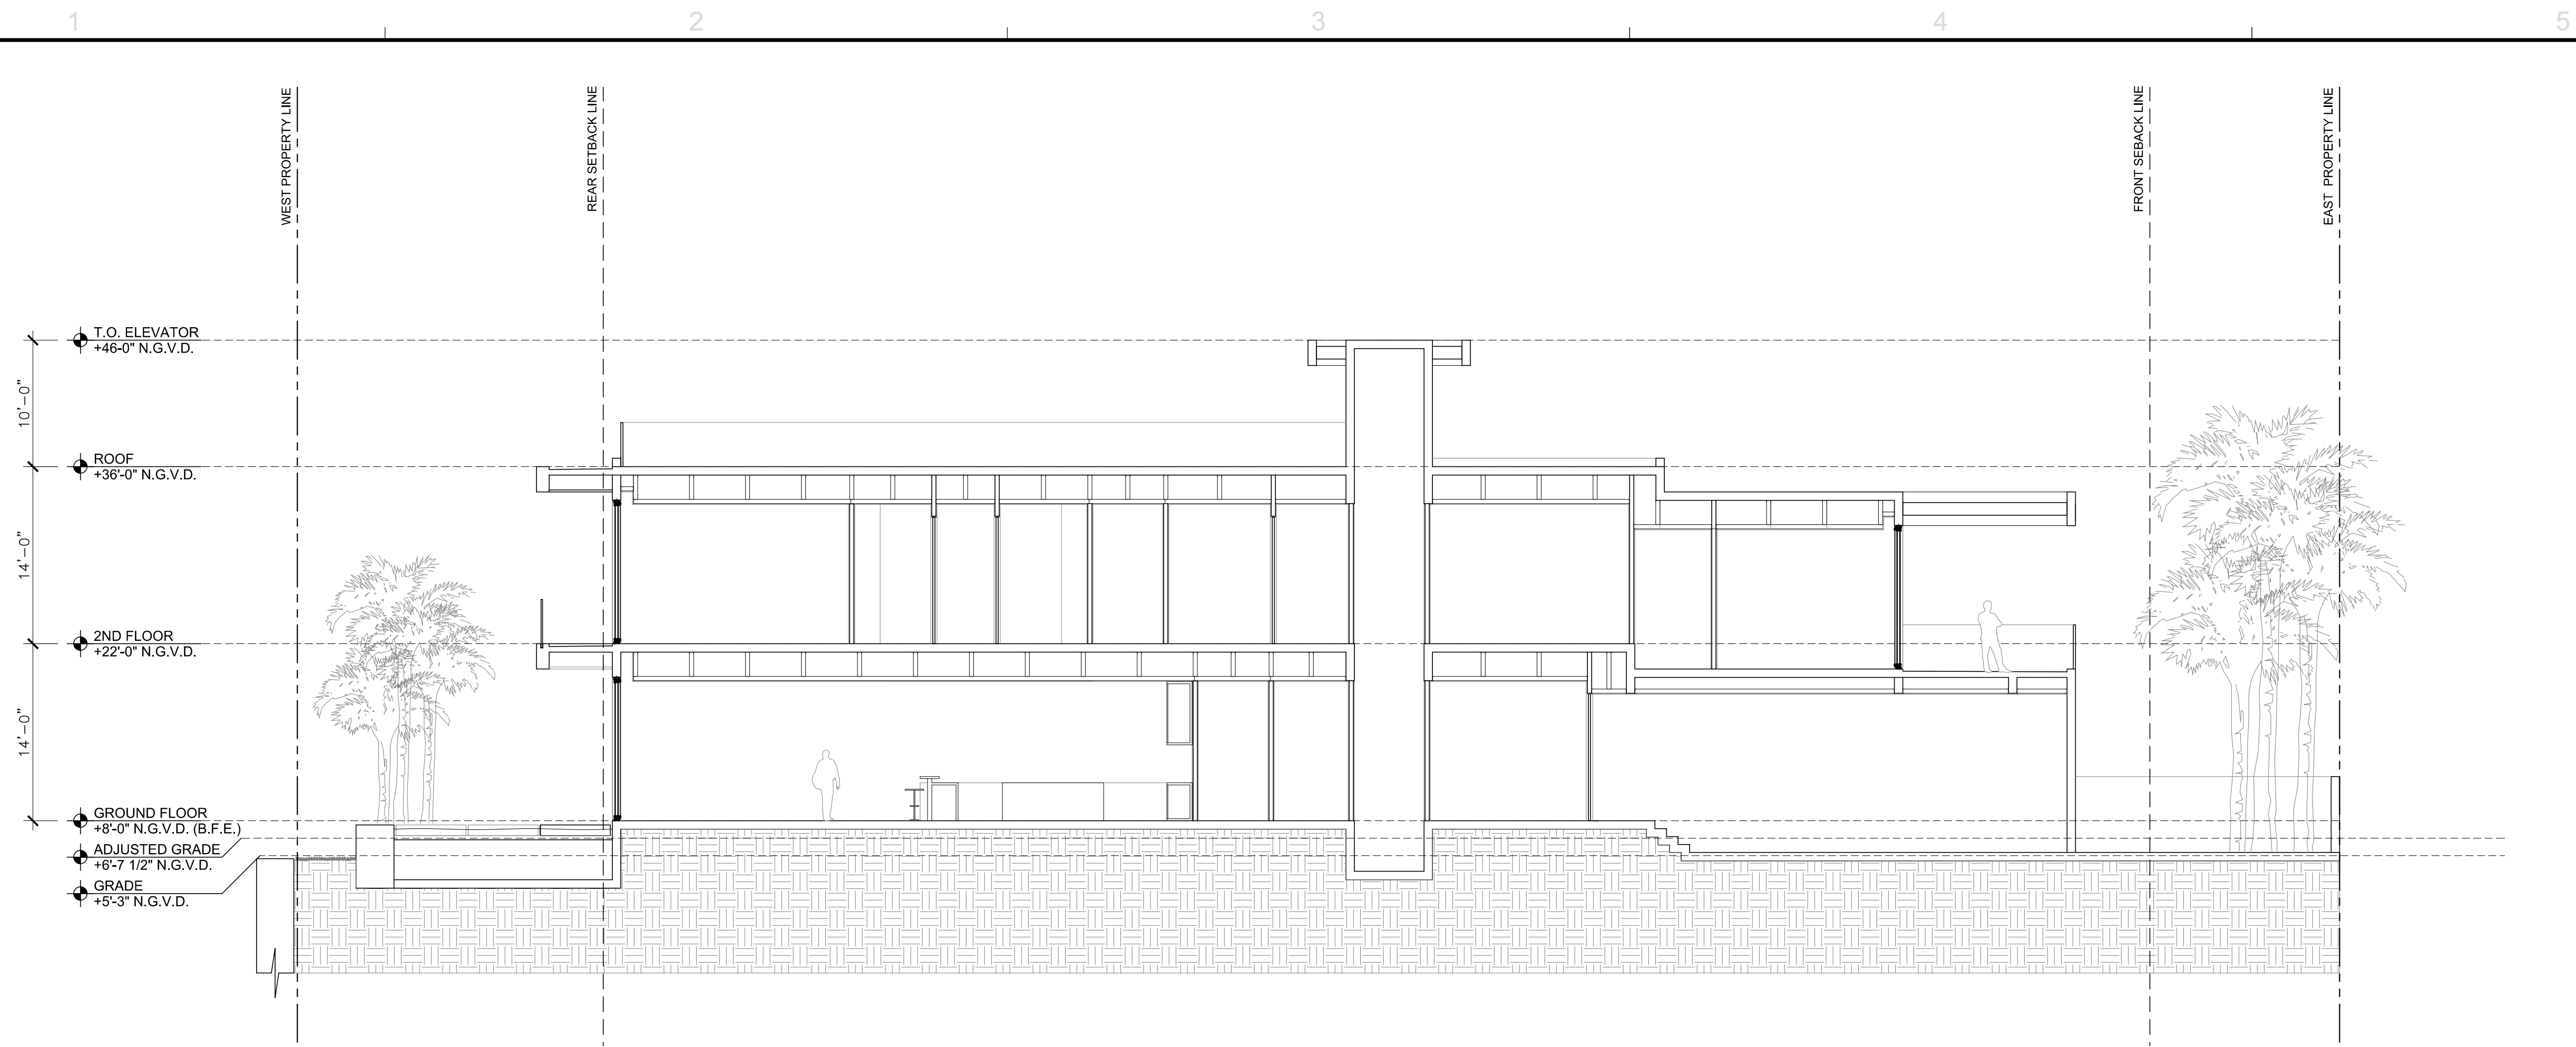 1 2 3 4 5
WEST PROPERTY LINE
REAR SETBACK LINE
FRONT SEBACK LINE
EAST PROPERTY LINE
T.O. ELEVATOR
+46-0" N.G.V.D.
10'-0"
ROOF
+36'-0" N.G.V.D.
14'-0"
2ND FLOOR
+22'-0" N.G.V.D.
14'-0"
GROUND FLOOR
+8'-0" N.G.V.D. (B.F.E.)
ADJUSTED GRADE
+6'-7 1/2" N.G.V.D.
GRADE
+5'-3" N.G.V.D.